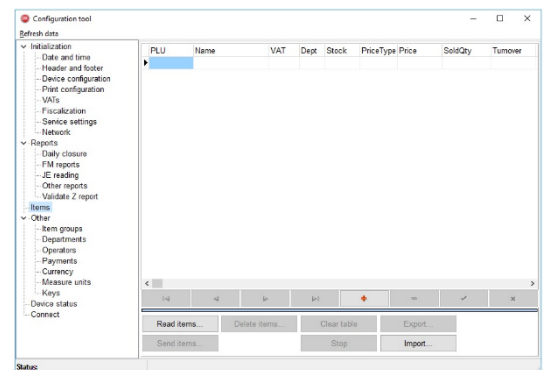 Configuration tool
Refresh data
Initialization
Date and time
Header and footer
Device configuration
Print configuration
VATs
Fiscalization
Service settings
Network
Reports
Daily closure
FM reports
JE reading
Other reports
Validate Z report
Items
Other
Item groups
Departments
Operators
Payments
Currency
Measure units
Keys
Device status
Connect
PLU Name VAT Dept Stock PriceType Price SoldQty Turnover
Read items... Delete items... Clear table Export...
Send items... Stop Import...
Status: